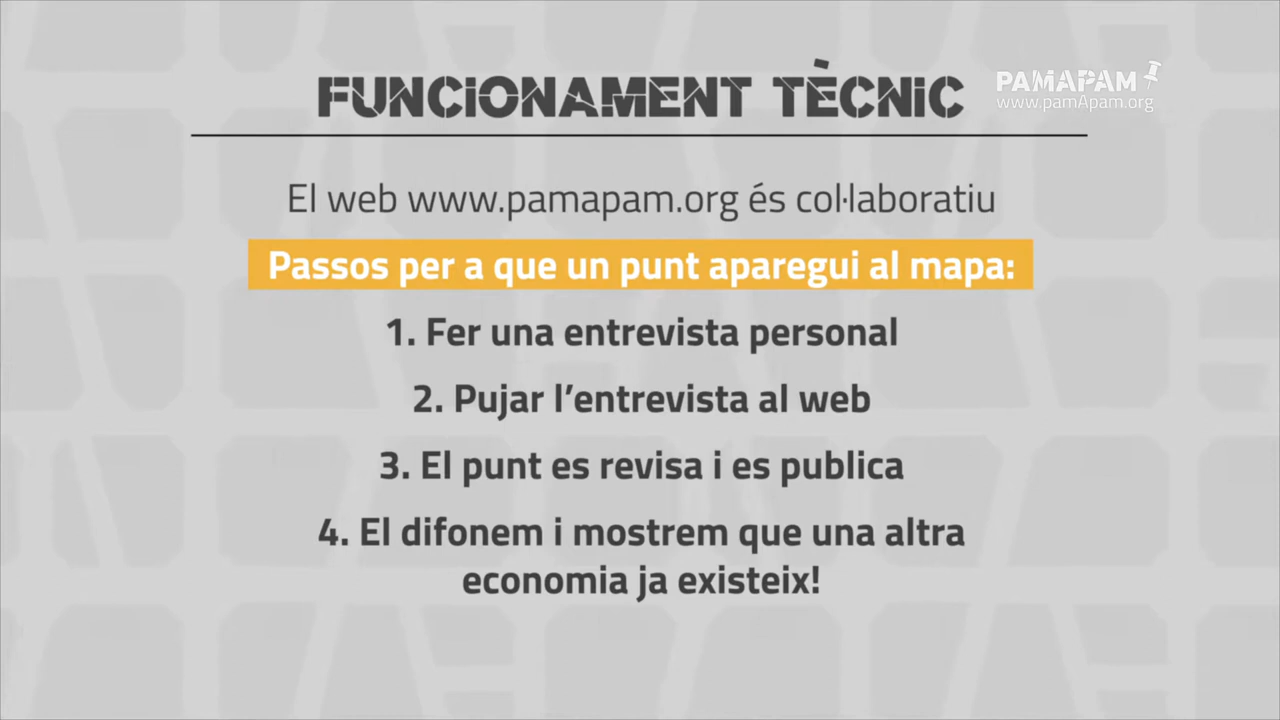 FUNCIONAMENT TÈCNIC
PAMAPAM
www.pamApam.org
El web www.pamapam.org és col·laboratiu
Passos per a que un punt aparegui al mapa:
1. Fer una entrevista personal
2. Pujar l’entrevista al web
3. El punt es revisa i es publica
4. El difonem i mostrem que una altra
economia ja existeix!